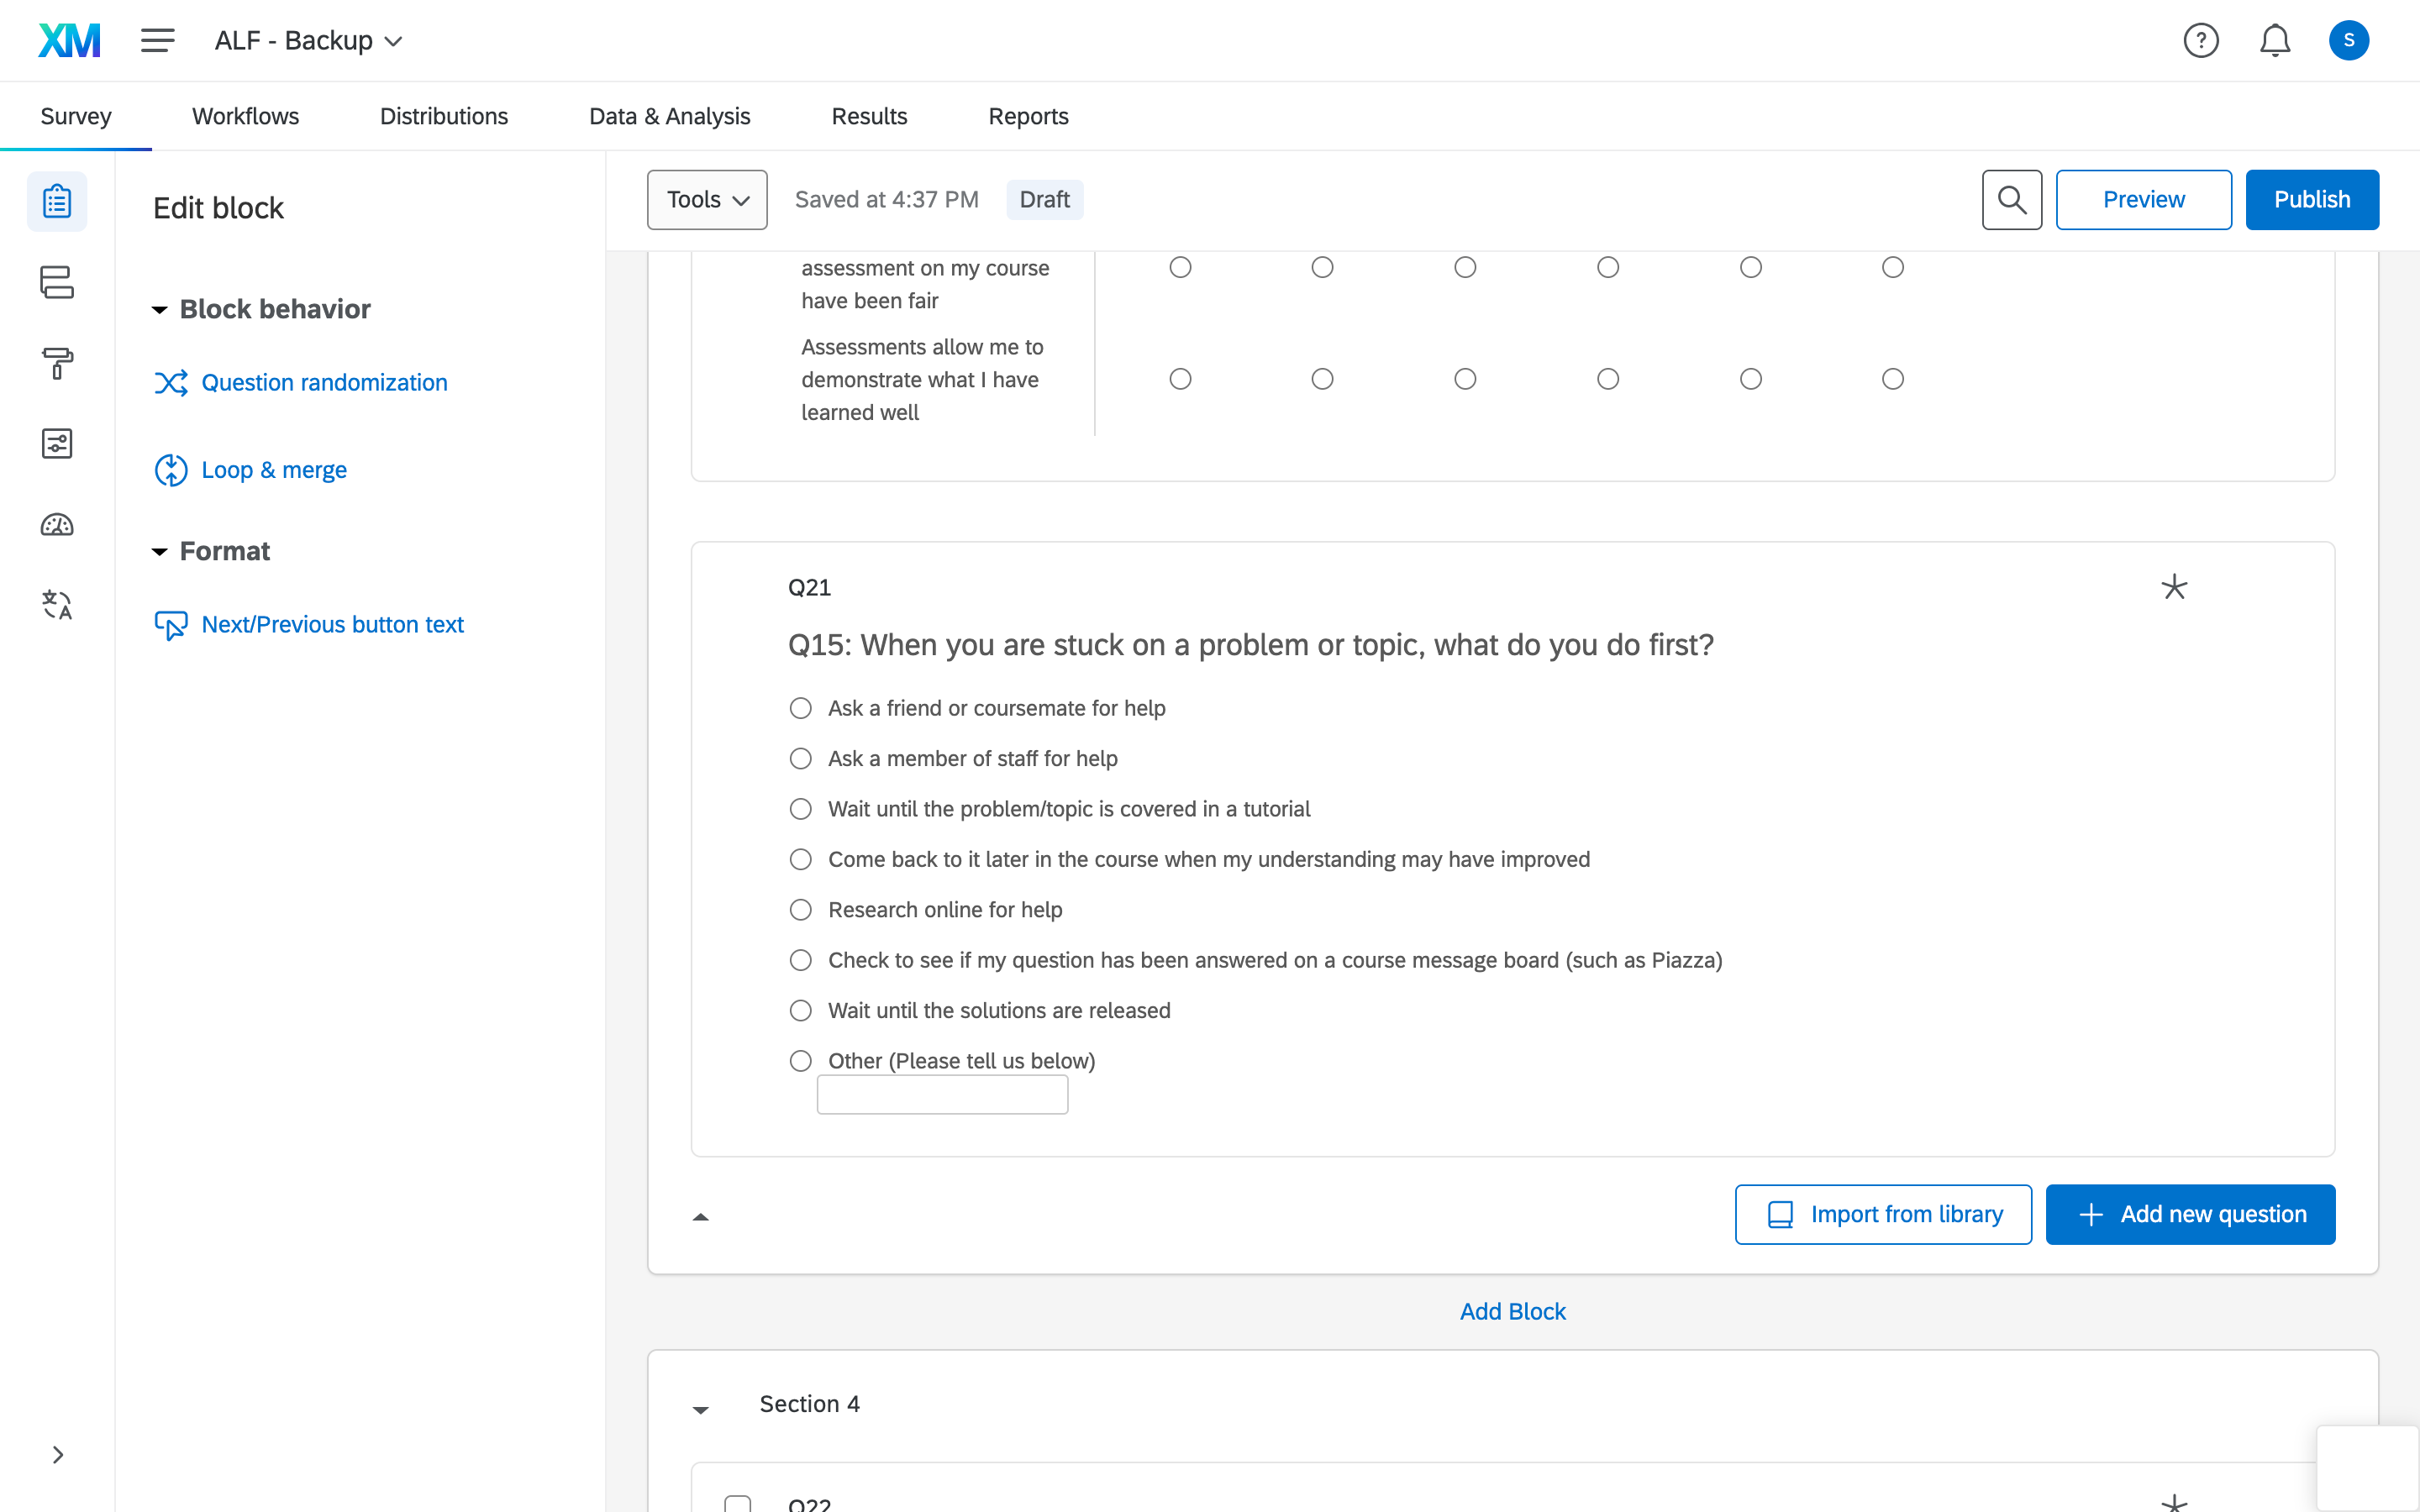 XM
ALF - Backup
?
S
Survey
Workflows
Distributions
Data & Analysis
Results
Reports
Edit block
Block behavior
Question randomization
Loop & merge
Format
Next/Previous button text
Tools
Saved at 4:37 PM
Draft
Preview
Publish
assessment on my course
have been fair
Assessments allow me to
demonstrate what I have
learned well
Q21
Q15: When you are stuck on a problem or topic, what do you do first?
Ask a friend or coursemate for help
Ask a member of staff for help
Wait until the problem/topic is covered in a tutorial
Come back to it later in the course when my understanding may have improved
Research online for help
Check to see if my question has been answered on a course message board (such as Piazza)
Wait until the solutions are released
Other (Please tell us below)
Import from library
Add new question
Add Block
Section 4
Q22